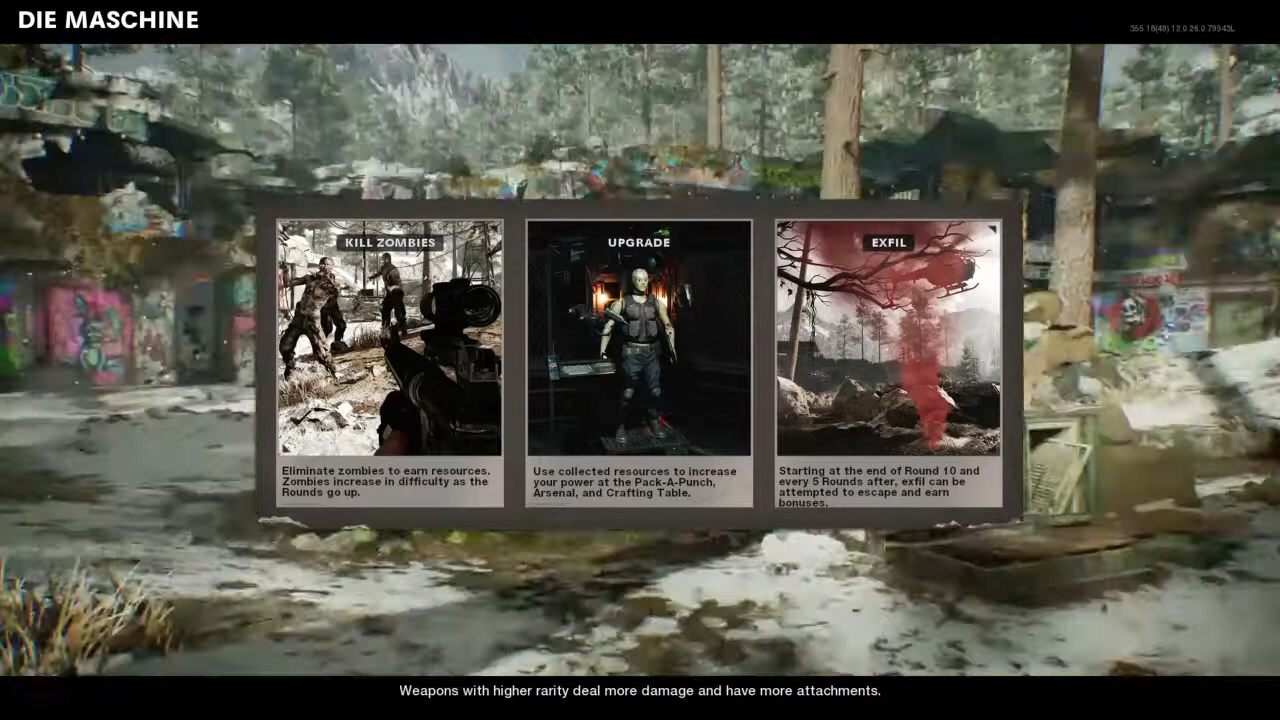 DIE MASCHINE
KILL ZOMBIES
UPGRADE
EXFIL
Eliminate zombies to earn resources.
Zombies increase in difficulty as the
Rounds go up.
Use collected resources to increase
your power at the Pack-A-Punch,
Arsenal, and Crafting Table.
Starting at the end of Round 10 and
every 5 Rounds after, exfil can be
attempted to escape and earn
bonuses.
Weapons with higher rarity deal more damage and have more attachments.